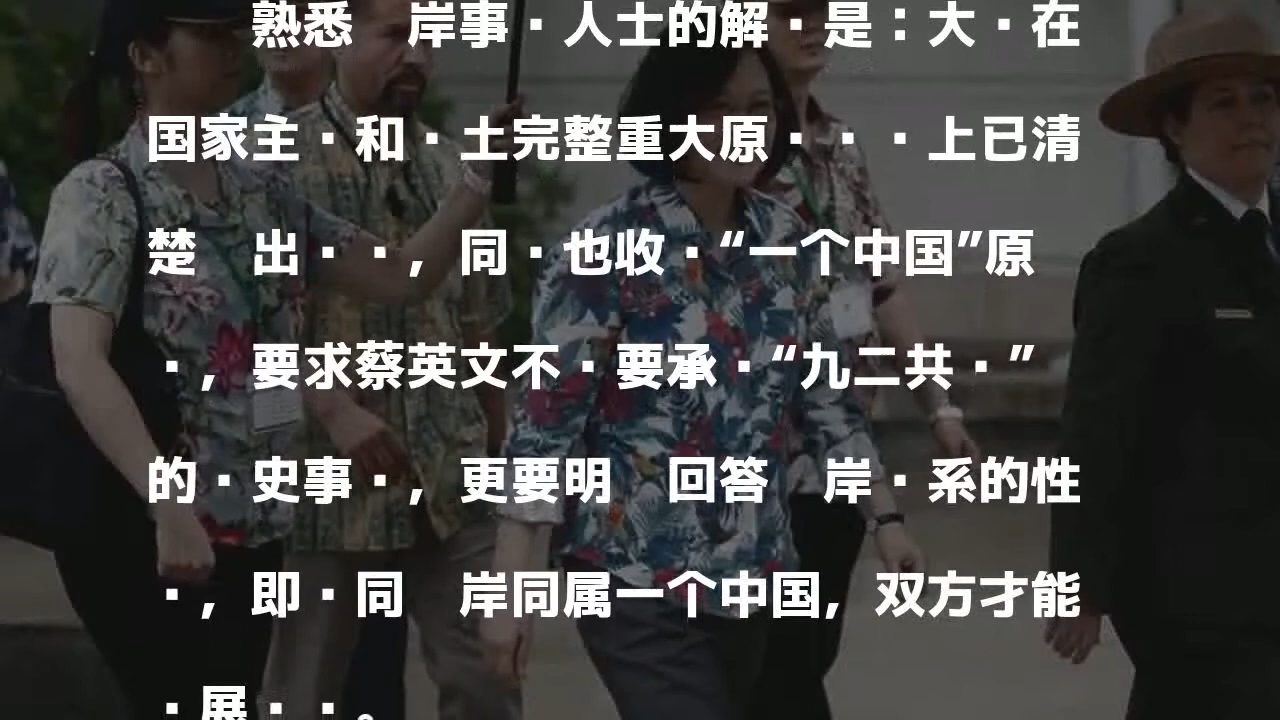 熟悉　岸事·人士的解·是：大·在
国家主·和·土完整重大原···上已清
楚　出··，同·也收·“一个中国”原
·，要求蔡英文不·要承·“九二共·”
的·史事·，更要明　回答　岸·系的性
·，即·同　岸同属一个中国，双方才能
·展··。